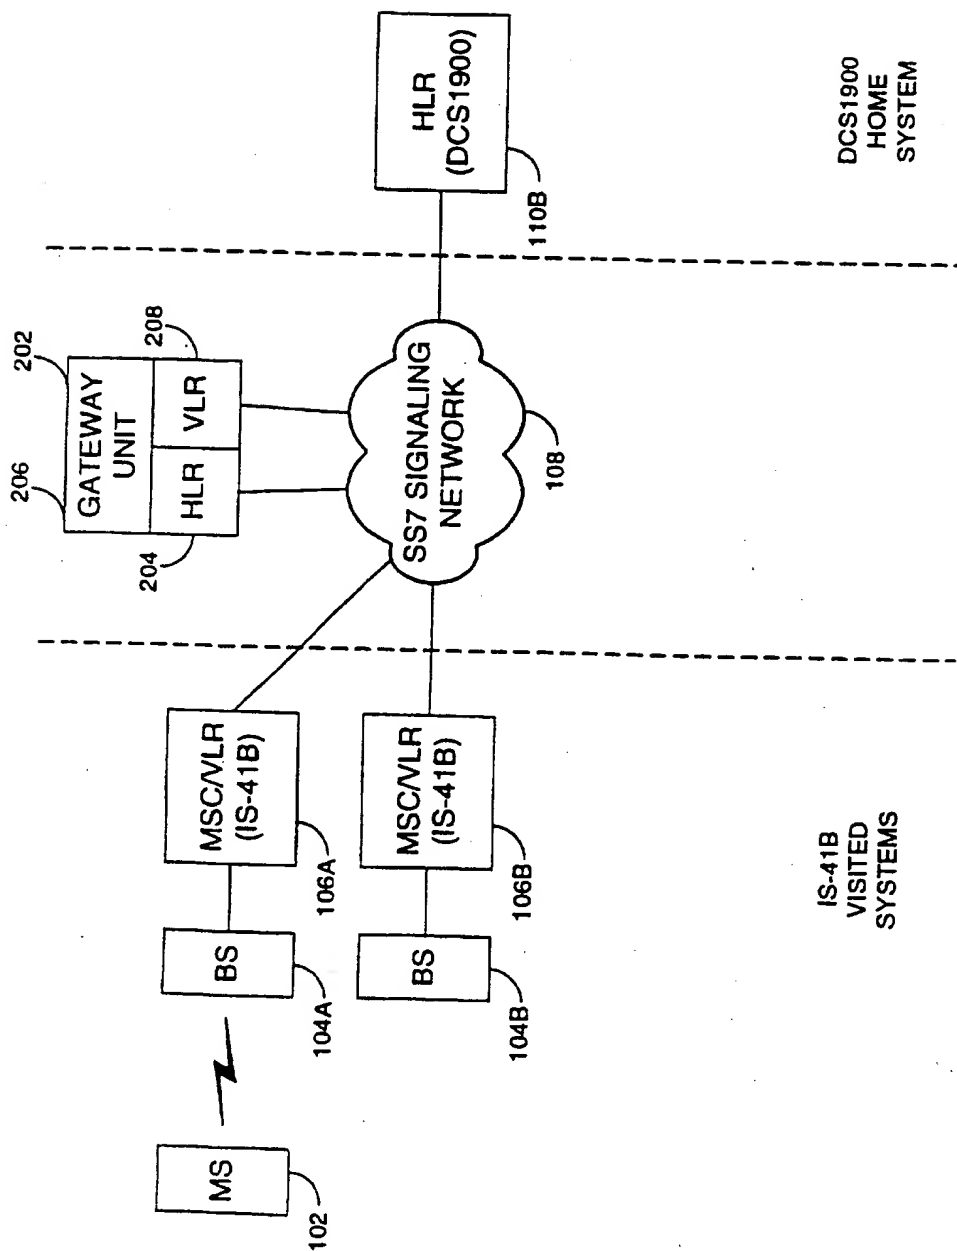 206
202
GATEWAY
UNIT
HLR
VLR
204
208
MS
102
BS
104A
MSC/VLR
(IS-41B)
106A
BS
104B
MSC/VLR
(IS-41B)
106B
SS7 SIGNALING
NETWORK
108
HLR
(DCS1900)
110B
IS-41B
VISITED
SYSTEMS
DCS1900
HOME
SYSTEM